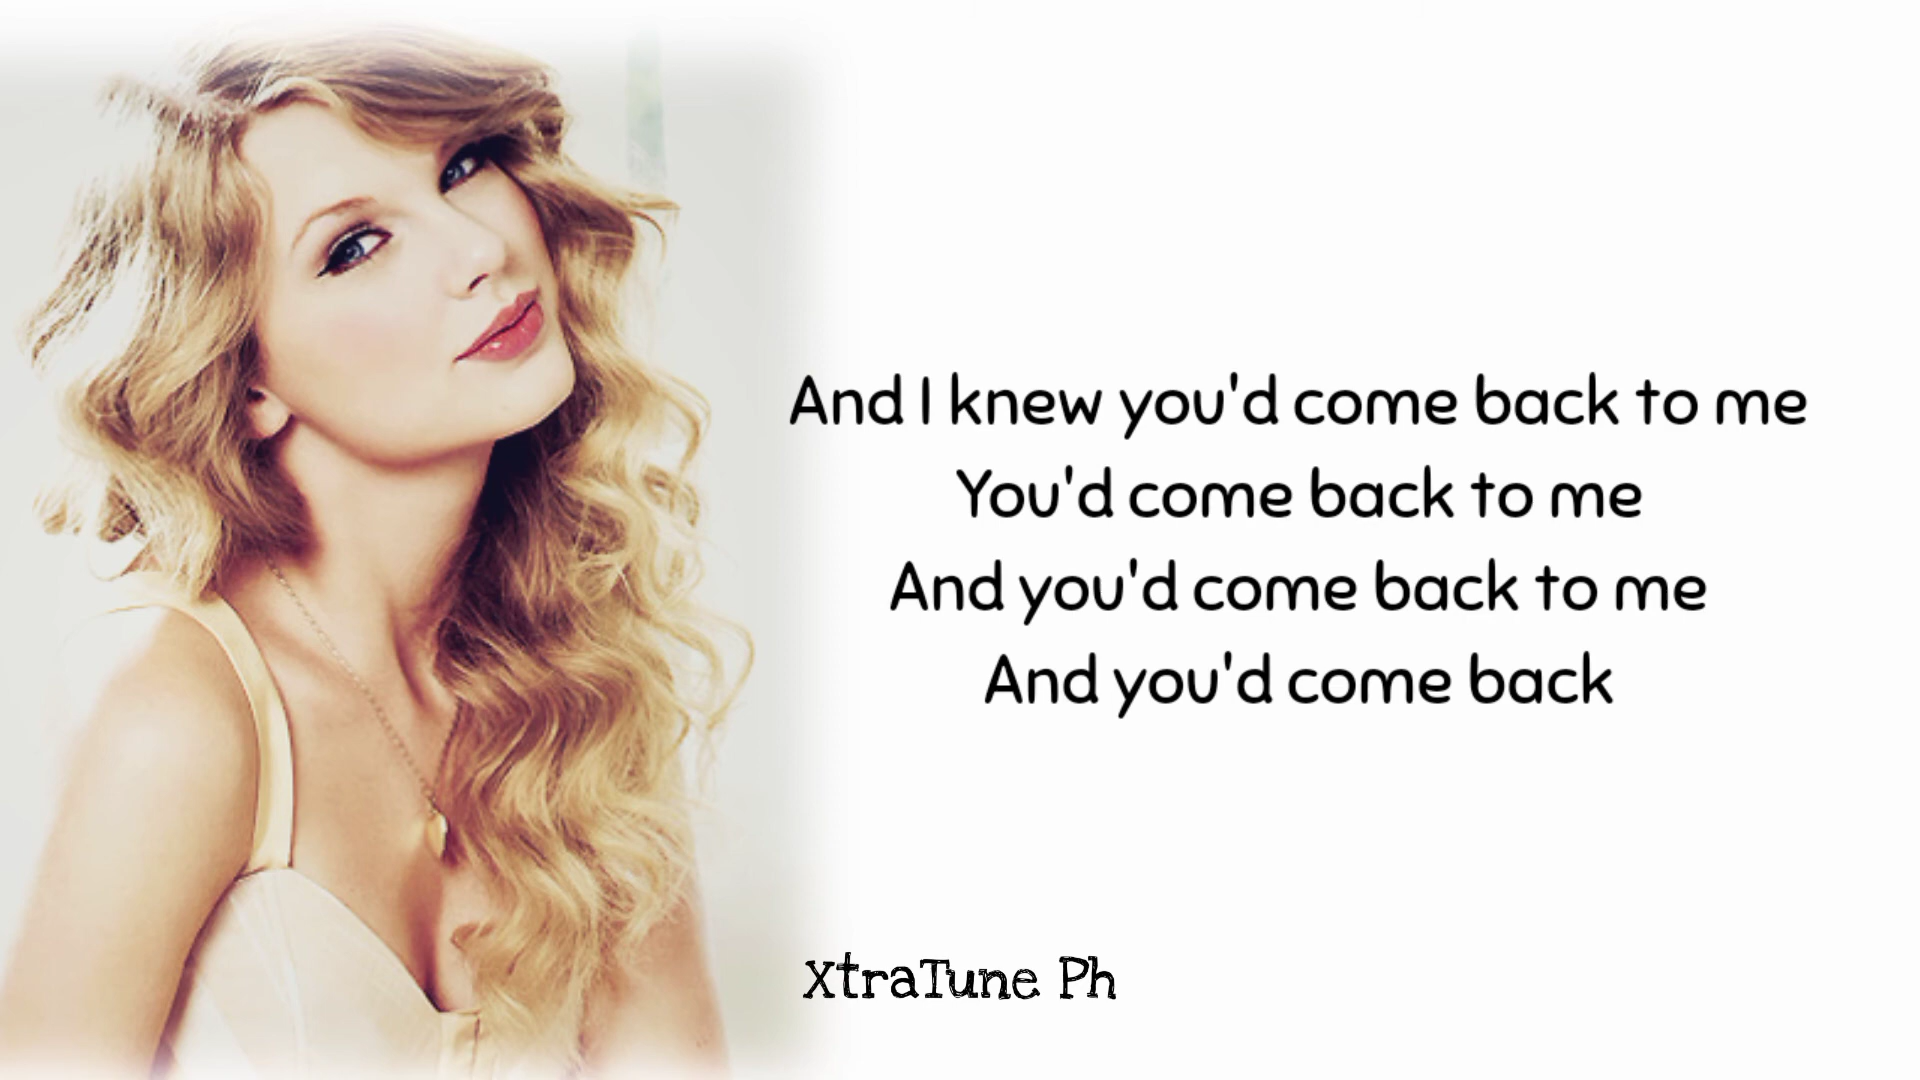 And I knew you'd come back to me
You'd come back to me
And you'd come back to me
And you'd come back
XtraTune Ph